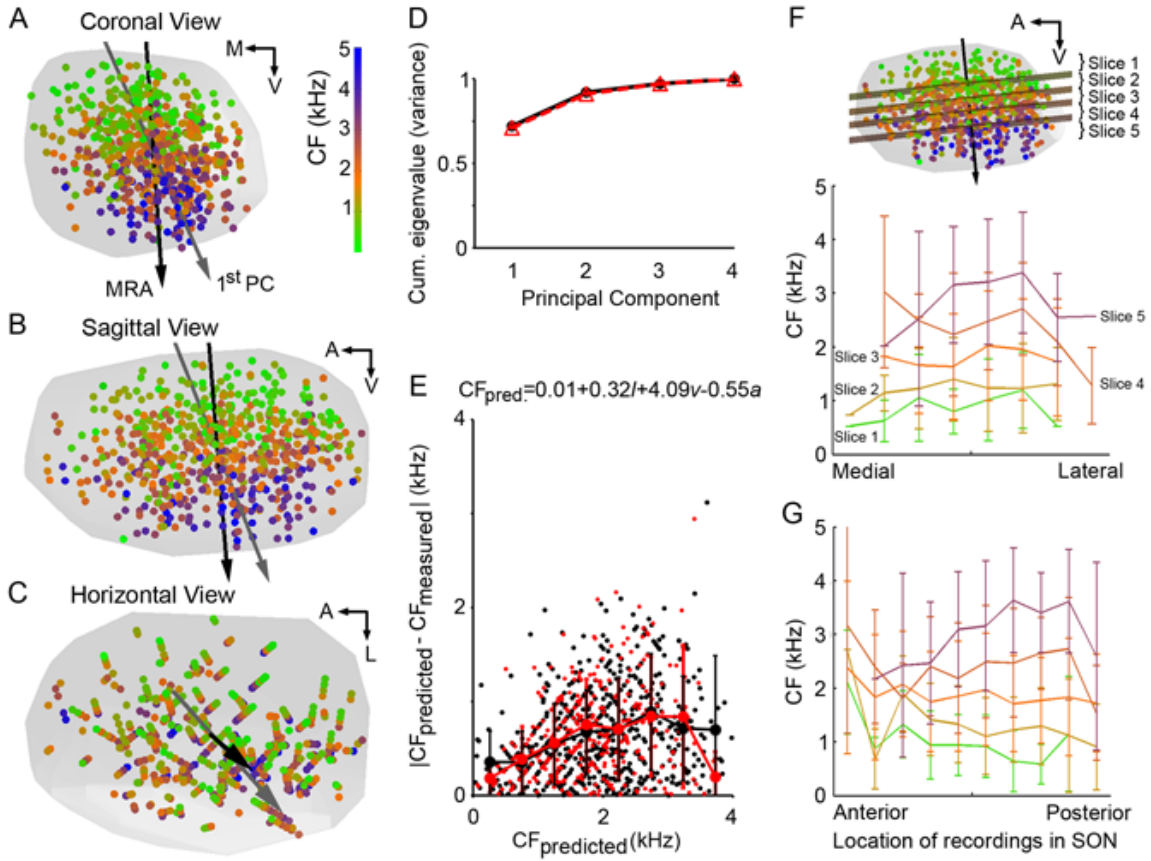 A
Coronal View
M
V
CF (kHz)
5
4
3
2
1
MRA
1st PC
B
Sagittal View
A
V
C
Horizontal View
A
L
D
Cum. eigenvalue (variance)
1
0.5
0
1 2 3 4
Principal Component
E
CFpred.=0.01+0.32l+4.09v-0.55a
|CFpredicted - CFmeasured| (kHz)
4
2
0
0 2 4
CFpredicted (kHz)
F
A
V
}Slice 1
}Slice 2
}Slice 3
}Slice 4
}Slice 5
CF (kHz)
5
4
3
2
1
0
Slice 5
Slice 3
Slice 4
Slice 2
Slice 1
Medial Lateral
G
CF (kHz)
5
4
3
2
1
0
Anterior Posterior
Location of recordings in SON